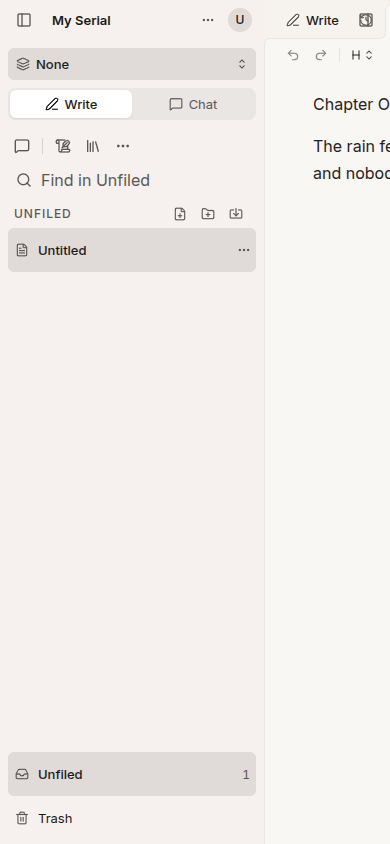 My Serial
U
None
Write
Chat
Find in Unfiled
UNFILED
Untitled
Unfiled 1
Trash
Write
H
Chapter O
The rain fe
and noboc